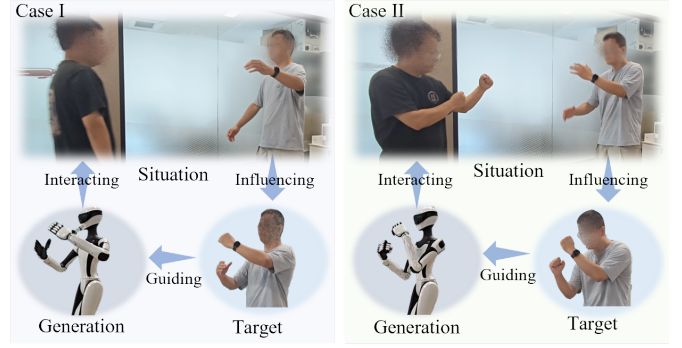 Case I
Situation
Interacting
Influencing
Guiding
Generation
Target
Case II
Situation
Interacting
Influencing
Guiding
Generation
Target